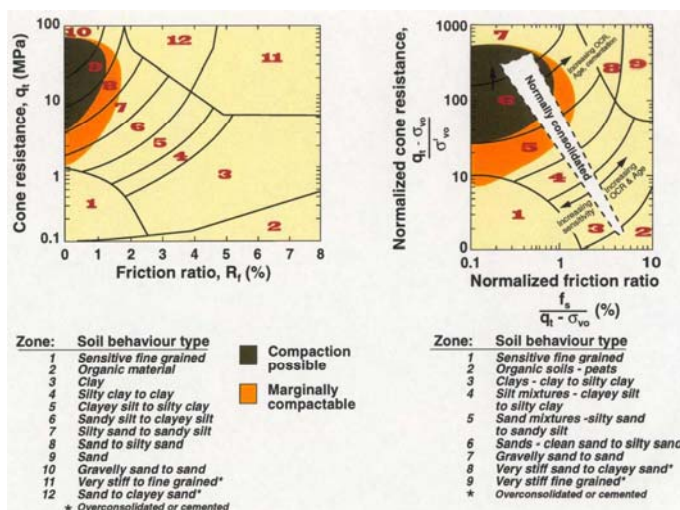 Cone resistance, qt (MPa)
100
10
1
0.1
10
12
11
9
8
7
6
5
4
3
1
2
0 1 2 3 4 5 6 7 8
Friction ratio, Rf (%)
Normalized cone resistance,
qt - σvo
σ'vo
1000
100
10
1
0
7
8
9
6
5
4
1
3
2
Increasing OCR,
Age, cementation
Normally consolidated
Increasing
OCR & Age
Increasing
sensitivity
0.1 1 10
Normalized friction ratio
fs
qt - σvo
(%)
Zone: Soil behaviour type
1 Sensitive fine grained
2 Organic material
3 Clay
4 Silty clay to clay
5 Clayey silt to silty clay
6 Sandy silt to clayey silt
7 Silty sand to sandy silt
8 Sand to silty sand
9 Sand
10 Gravelly sand to sand
11 Very stiff to fine grained*
12 Sand to clayey sand*
* Overconsolidated or cemented
Compaction
possible
Marginally
compactable
Zone: Soil behaviour type
1 Sensitive fine grained
2 Organic soils - peats
3 Clays - clay to silty clay
4 Silt mixtures - clayey silt
to silty clay
5 Sand mixtures -silty sand
to sandy silt
6 Sands - clean sand to silty sand
7 Gravelly sand to sand
8 Very stiff sand to clayey sand*
9 Very stiff fine grained*
* Overconsolidated or cemented